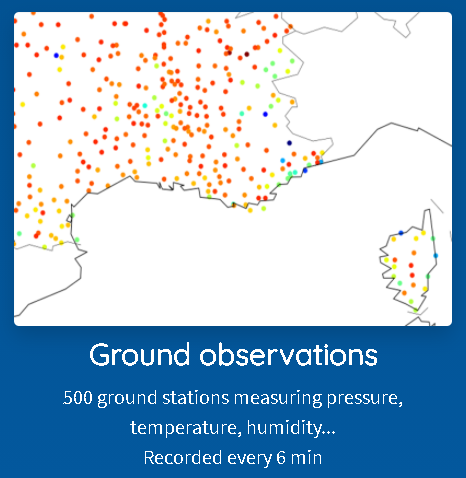 Ground observations
500 ground stations measuring pressure,
temperature, humidity...
Recorded every 6 min